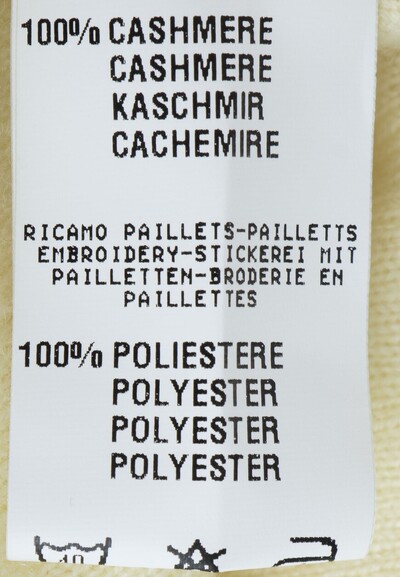 100% CASHMERE
CASHMERE
KASCHMIR
CACHEMIRE
RICAMO PAILLETS-PAILLETTS
EMBROIDERY-STICKEREI MIT
PAILLETTEN-BRODERIE EN
PAILLETTES
100% POLIESTERE
POLYESTER
POLYESTER
POLYESTER